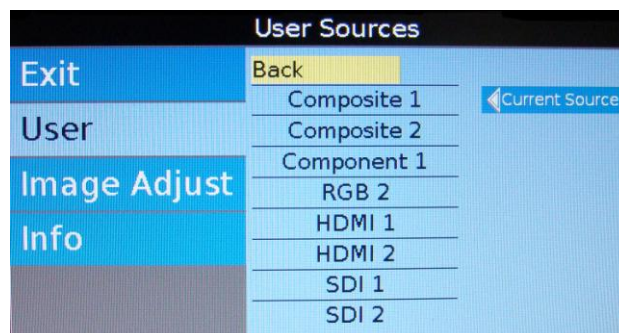 User Sources
Exit
User
Image Adjust
Info
Back
Composite 1
Composite 2
Component 1
RGB 2
HDMI 1
HDMI 2
SDI 1
SDI 2
Current Source